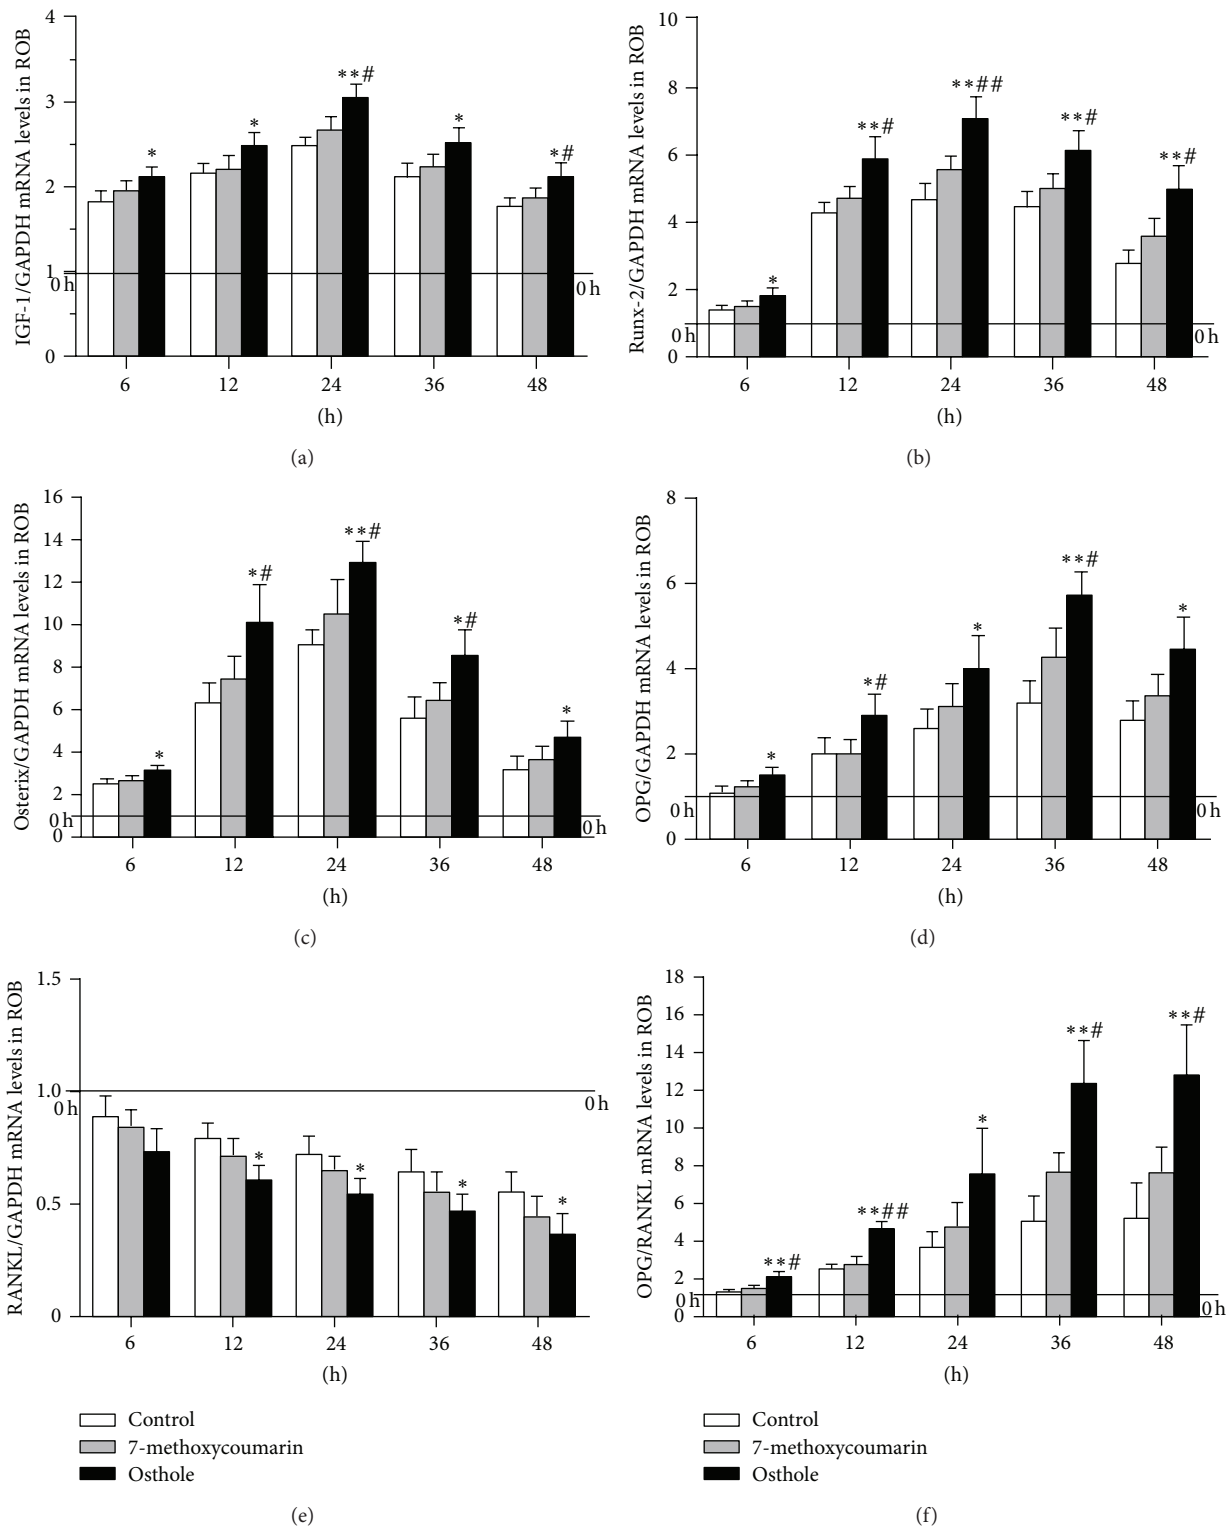 IGF-1/GAPDH mRNA levels in ROB
4
3
2
1
0
0 h
0 h
**#
*
*
*
*#
6 12 24 36 48
(h)
(a)
Runx-2/GAPDH mRNA levels in ROB
10
8
6
4
2
0
0 h
0 h
*
**#
**##
**#
**#
6 12 24 36 48
(h)
(b)
Osterix/GAPDH mRNA levels in ROB
16
14
12
10
8
6
4
2
0
0 h
0 h
*
*#
**#
*#
*
6 12 24 36 48
(h)
(c)
OPG/GAPDH mRNA levels in ROB
8
6
4
2
0
0 h
0 h
*
*#
*
**#
*
6 12 24 36 48
(h)
(d)
RANKL/GAPDH mRNA levels in ROB
1.5
1.0
0.5
0
0 h
0 h
*
*
*
*
6 12 24 36 48
(h)
Control
7-methoxycoumarin
Osthole
(e)
OPG/RANKL mRNA levels in ROB
18
16
14
12
10
8
6
4
2
0
0 h
0 h
**#
**##
*
**#
**#
6 12 24 36 48
(h)
Control
7-methoxycoumarin
Osthole
(f)